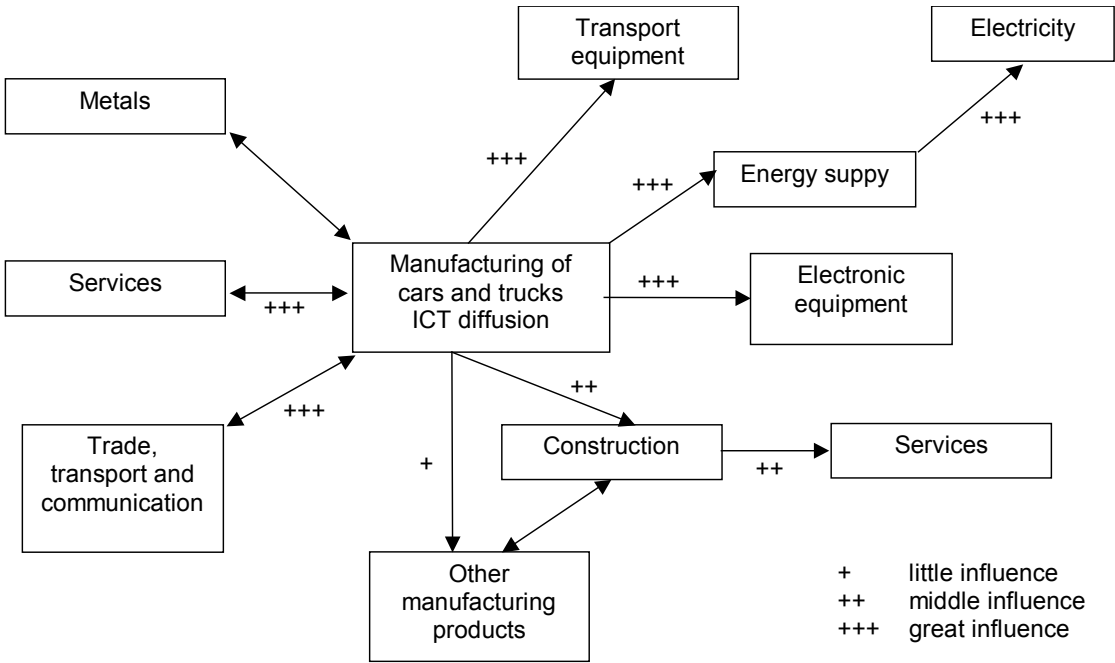 Transport
equipment
Electricity
Metals
+++
+++
+++
Energy suppy
Services
+++
Manufacturing of
cars and trucks
ICT diffusion
+++
Electronic
equipment
++
+++
Trade,
transport and
communication
+
Construction
++
Services
Other
manufacturing
products
+ little influence
++ middle influence
+++ great influence